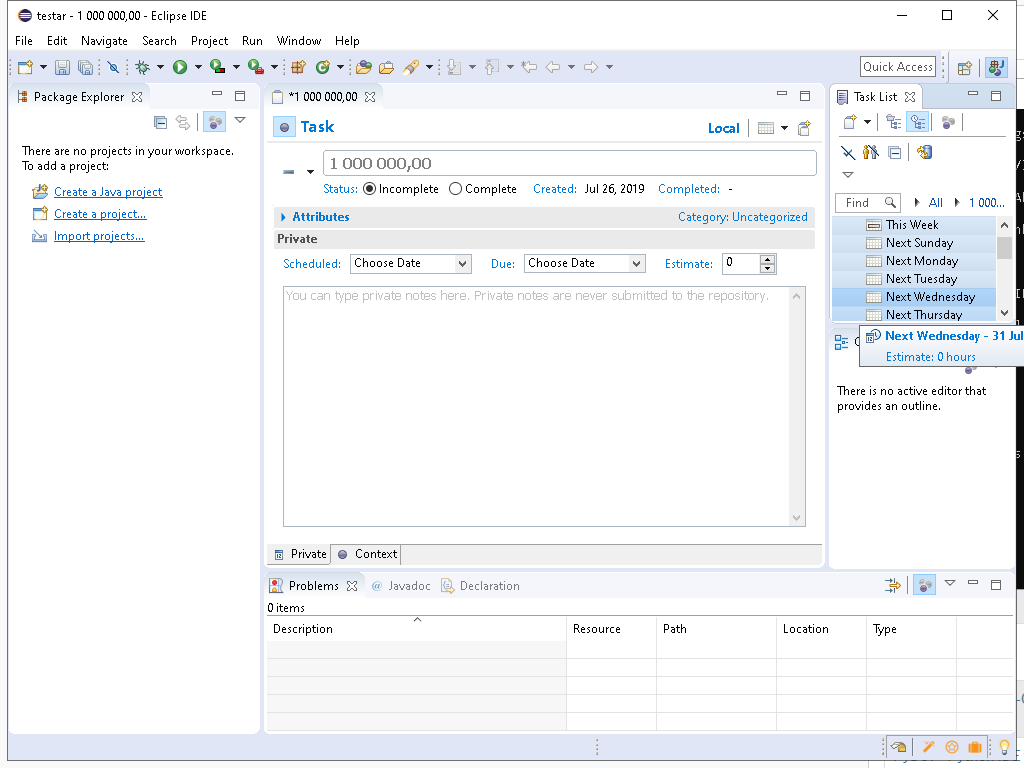 testar - 1 000 000,00 - Eclipse IDE
File Edit Navigate Search Project Run Window Help
Quick Access
Package Explorer
There are no projects in your workspace.
To add a project:
Create a Java project
Create a project...
Import projects...
*1 000 000,00
Task
Local
1 000 000,00
Status: Incomplete Complete Created: Jul 26, 2019 Completed: -
Attributes Category: Uncategorized
Private
Scheduled: Choose Date Due: Choose Date Estimate: 0
You can type private notes here. Private notes are never submitted to the repository.
Private Context
Task List
Find All 1 000...
This Week
Next Sunday
Next Monday
Next Tuesday
Next Wednesday
Next Thursday
Next Wednesday - 31 Jul
Estimate: 0 hours
There is no active editor that
provides an outline.
Problems @ Javadoc Declaration
0 items
Description Resource Path Location Type